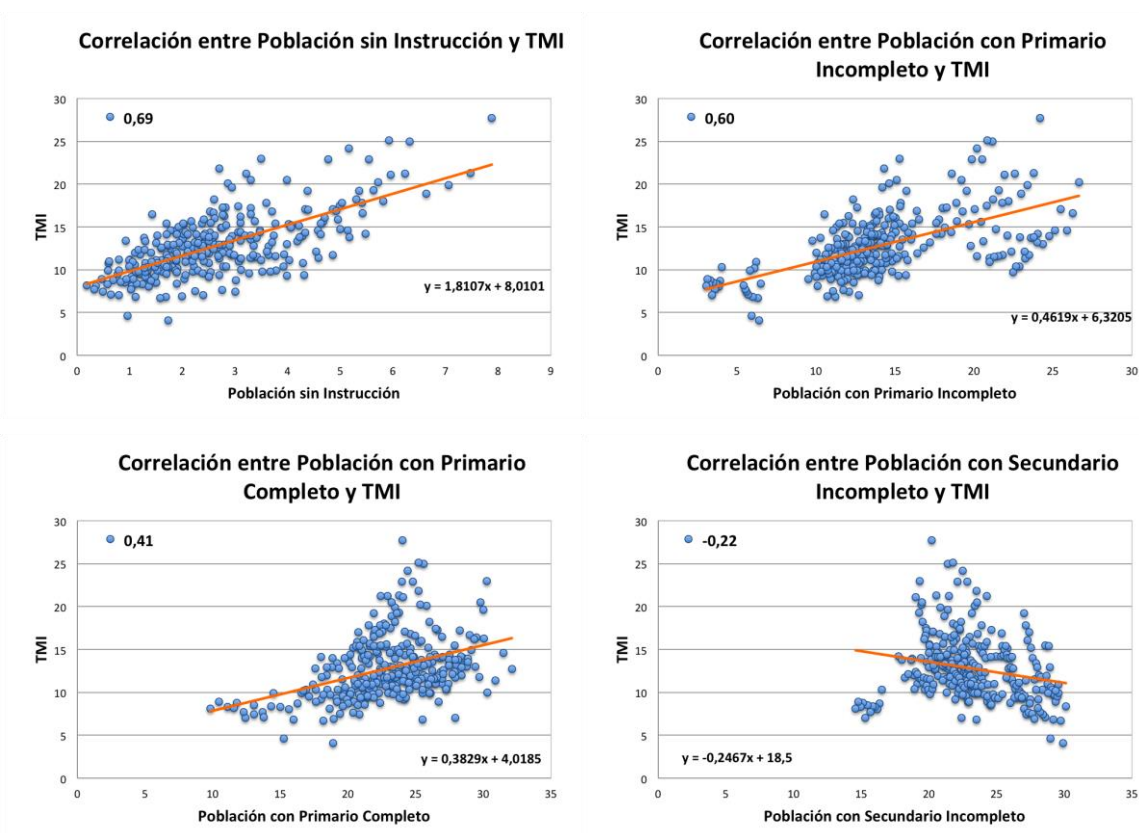 Correlación entre Población sin Instrucción y TMI
30
25
20
15
10
5
0
TMI
0,69
y = 1,8107x + 8,0101
0 1 2 3 4 5 6 7 8 9
Población sin Instrucción
Correlación entre Población con Primario
Incompleto y TMI
30
25
20
15
10
5
0
TMI
0,60
y = 0,4619x + 6,3205
0 5 10 15 20 25 30
Población con Primario Incompleto
Correlación entre Población con Primario
Completo y TMI
30
25
20
15
10
5
0
TMI
0,41
y = 0,3829x + 4,0185
0 5 10 15 20 25 30 35
Población con Primario Completo
Correlación entre Población con Secundario
Incompleto y TMI
30
25
20
15
10
5
0
TMI
-0,22
y = -0,2467x + 18,5
0 5 10 15 20 25 30 35
Población con Secundario Incompleto